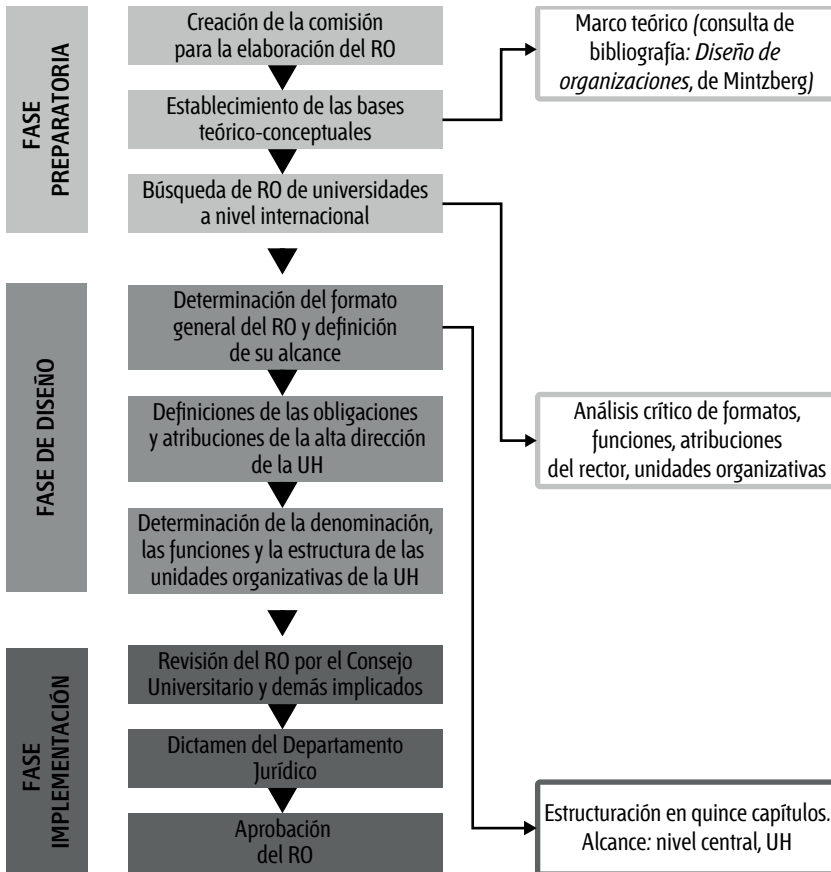 FASE
PREPARATORIA
Creación de la comisión
para la elaboración del RO
Establecimiento de las bases
teórico-conceptuales
Búsqueda de RO de universidades
a nivel internacional
Marco teórico (consulta de
bibliografía: Diseño de
organizaciones, de Mintzberg)
FASE DE DISEÑO
Determinación del formato
general del RO y definición
de su alcance
Definiciones de las obligaciones
y atribuciones de la alta dirección
de la UH
Determinación de la denominación,
las funciones y la estructura de las
unidades organizativas de la UH
Análisis crítico de formatos,
funciones, atribuciones
del rector, unidades organizativas
FASE
IMPLEMENTACIÓN
Revisión del RO por el Consejo
Universitario y demás implicados
Dictamen del Departamento
Jurídico
Aprobación
del RO
Estructuración en quince capítulos.
Alcance: nivel central, UH